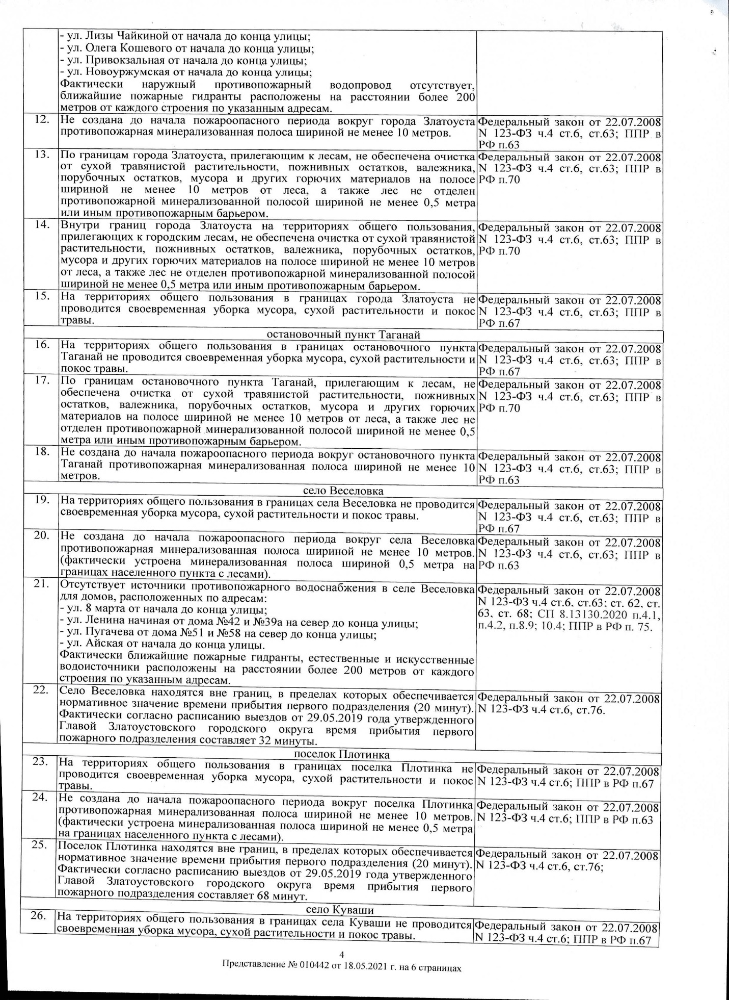 - ул. Лизы Чайкиной от начала до конца улицы;
- ул. Олега Кошевого от начала до конца улицы;
- ул. Привокзальная от начала до конца улицы;
- ул. Новоуржумская от начала до конца улицы;
Фактически наружный противопожарный водопровод отсутствует,
ближайшие пожарные гидранты расположены на расстоянии более 200
метров от каждого строения по указанным адресам.
12.
Не создана до начала пожароопасного периода вокруг города Златоуста
противопожарная минерализованная полоса шириной не менее 10 метров.
Федеральный закон от 22.07.2008
N 123-ФЗ ч.4 ст.6, ст.63; ППР в
РФ п.63
13.
По границам города Златоуста, прилегающим к лесам, не обеспечена очистка
от сухой травянистой растительности, пожнивных остатков, валежника,
порубочных остатков, мусора и других горючих материалов на полосе
шириной не менее 10 метров от леса, а также лес не отделен
противопожарной минерализованной полосой шириной не менее 0,5 метра
или иным противопожарным барьером.
Федеральный закон от 22.07.2008
N 123-ФЗ ч.4 ст.6, ст.63; ППР в
РФ п.70
14.
Внутри границ города Златоуста на территориях общего пользования,
прилегающих к городским лесам, не обеспечена очистка от сухой травянистой
растительности, пожнивных остатков, валежника, порубочных остатков,
мусора и других горючих материалов на полосе шириной не менее 10 метров
от леса, а также лес не отделен противопожарной минерализованной полосой
шириной не менее 0,5 метра или иным противопожарным барьером.
Федеральный закон от 22.07.2008
N 123-ФЗ ч.4 ст.6, ст.63; ППР в
РФ п.70
15.
На территориях общего пользования в границах города Златоуста не
проводится своевременная уборка мусора, сухой растительности и покос
травы.
Федеральный закон от 22.07.2008
N 123-ФЗ ч.4 ст.6, ст.63; ППР в
РФ п.67
остановочный пункт Таганай
16.
На территориях общего пользования в границах остановочного пункта
Таганай не проводится своевременная уборка мусора, сухой растительности и
покос травы.
Федеральный закон от 22.07.2008
N 123-ФЗ ч.4 ст.6, ст.63; ППР в
РФ п.67
17.
По границам остановочного пункта Таганай, прилегающим к лесам, не
обеспечена очистка от сухой травянистой растительности, пожнивных
остатков, валежника, порубочных остатков, мусора и других горючих
материалов на полосе шириной не менее 10 метров от леса, а также лес не
отделен противопожарной минерализованной полосой шириной не менее 0,5
метра или иным противопожарным барьером.
Федеральный закон от 22.07.2008
N 123-ФЗ ч.4 ст.6, ст.63; ППР в
РФ п.70
18.
Не создана до начала пожароопасного периода вокруг остановочного пункта
Таганай противопожарная минерализованная полоса шириной не менее 10
метров.
Федеральный закон от 22.07.2008
N 123-ФЗ ч.4 ст.6, ст.63; ППР в
РФ п.63
село Веселовка
19.
На территориях общего пользования в границах села Веселовка не проводится
своевременная уборка мусора, сухой растительности и покос травы.
Федеральный закон от 22.07.2008
N 123-ФЗ ч.4 ст.6, ст.63; ППР в
РФ п.67
20.
Не создана до начала пожароопасного периода вокруг села Веселовка
противопожарная минерализованная полоса шириной не менее 10 метров.
(фактически устроена минерализованная полоса шириной 0,5 метра на
границах населенного пункта с лесами).
Федеральный закон от 22.07.2008
N 123-ФЗ ч.4 ст.6, ст.63; ППР в
РФ п.63
21.
Отсутствует источники противопожарного водоснабжения в селе Веселовка
для домов, расположенных по адресам:
- ул. 8 марта от начала до конца улицы;
- ул. Ленина начиная от дома №42 и №39а на север до конца улицы;
- ул. Пугачева от дома №51 и №58 на север до конца улицы;
- ул. Айская от начала до конца улицы.
Фактически ближайшие пожарные гидранты, естественные и искусственные
водоисточники расположены на расстоянии более 200 метров от каждого
строения по указанным адресам.
Федеральный закон от 22.07.2008
N 123-ФЗ ч.4 ст.6. ст.63: ст. 62. ст.
63. ст. 68; СП 8.13130.2020 п.4.1,
п.4.2, п.8.9; 10.4; ППР в РФ п. 75.
22.
Село Веселовка находятся вне границ, в пределах которых обеспечивается
нормативное значение времени прибытия первого подразделения (20 минут).
Фактически согласно расписанию выездов от 29.05.2019 года утвержденного
Главой Златоустовского городского округа время прибытия первого
пожарного подразделения составляет 32 минуты.
Федеральный закон от 22.07.2008
N 123-ФЗ ч.4 ст.6, ст.76.
поселок Плотинка
23.
На территориях общего пользования в границах поселка Плотинка не
проводится своевременная уборка мусора, сухой растительности и покос
травы.
Федеральный закон от 22.07.2008
N 123-ФЗ ч.4 ст.6; ППР в РФ п.67
24.
Не создана до начала пожароопасного периода вокруг поселка Плотинка
противопожарная минерализованная полоса шириной не менее 10 метров.
(фактически устроена минерализованная полоса шириной не менее 0,5 метра
на границах населенного пункта с лесами).
Федеральный закон от 22.07.2008
N 123-ФЗ ч.4 ст.6; ППР в РФ п.63
25.
Поселок Плотинка находятся вне границ, в пределах которых обеспечивается
нормативное значение времени прибытия первого подразделения (20 минут).
Фактически согласно расписанию выездов от 29.05.2019 года утвержденного
Главой Златоустовского городского округа время прибытия первого
пожарного подразделения составляет 68 минут.
Федеральный закон от 22.07.2008
N 123-ФЗ ч.4 ст.6, ст.76;
село Куваши
26.
На территориях общего пользования в границах села Куваши не проводится
своевременная уборка мусора, сухой растительности и покос травы.
Федеральный закон от 22.07.2008
N 123-ФЗ ч.4 ст.6; ППР в РФ п.67
4
Представление № 010442 от 18.05.2021 г. на 6 страницах